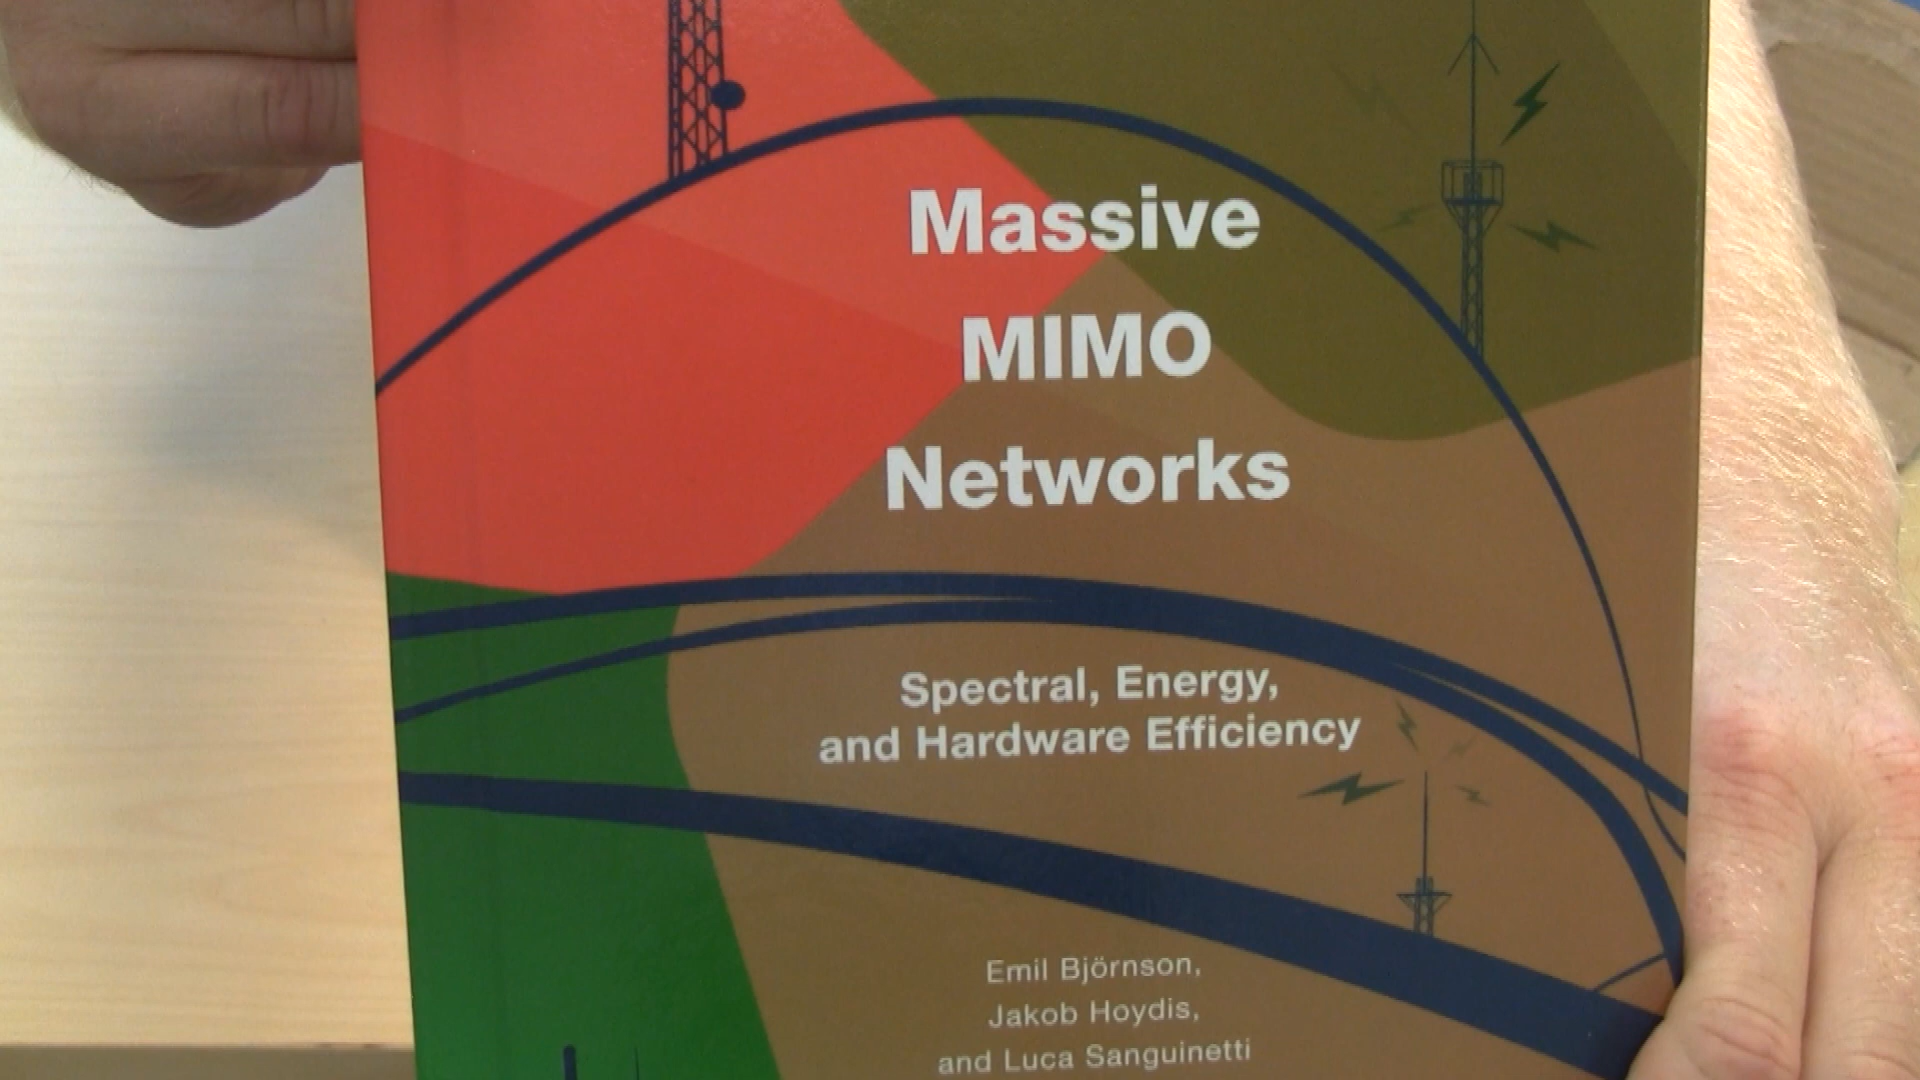 Massive
MIMO
Networks
Spectral, Energy,
and Hardware Efficiency
Emil Björnson,
Jakob Hoydis,
and Luca Sanguinetti